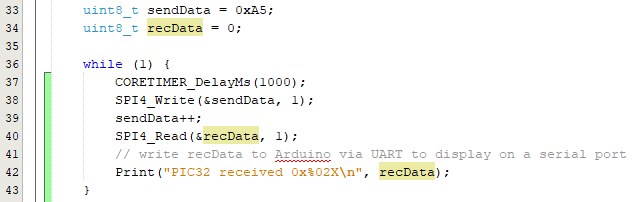 33 uint8_t sendData = 0xA5;
34 uint8_t recData = 0;
35
36 while (1) {
37 CORETIMER_DelayMs(1000);
38 SPI4_Write(&sendData, 1);
39 sendData++;
40 SPI4_Read(&recData, 1);
41 // write recData to Arduino via UART to display on a serial port
42 Print("PIC32 received 0x%02X\n", recData);
43 }